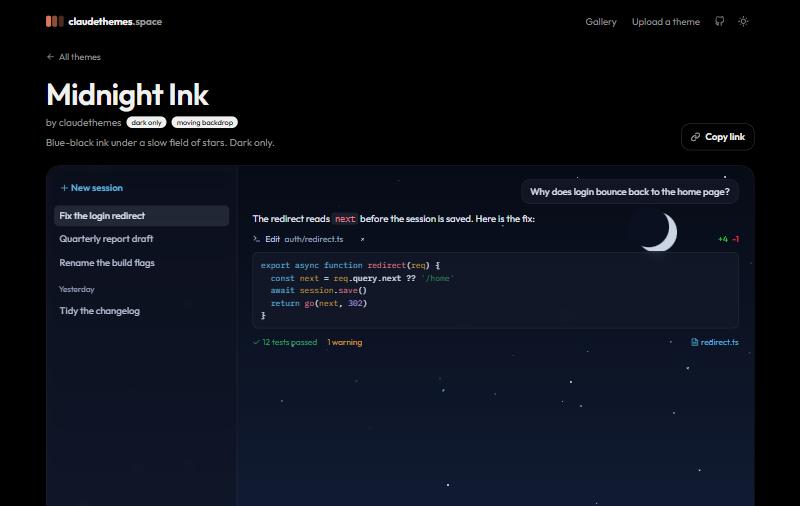 claudethemes.space
Gallery
Upload a theme
← All themes
Midnight Ink
by claudethemes
dark only
moving backdrop
Blue-black ink under a slow field of stars. Dark only.
Copy link
+ New session
Fix the login redirect
Quarterly report draft
Rename the build flags
Yesterday
Tidy the changelog
Why does login bounce back to the home page?
The redirect reads next before the session is saved. Here is the fix:
Edit auth/redirect.ts
+4 -1
export async function redirect(req) {
const next = req.query.next ?? '/home'
await session.save()
return go(next, 302)
}
✓ 12 tests passed
1 warning
redirect.ts